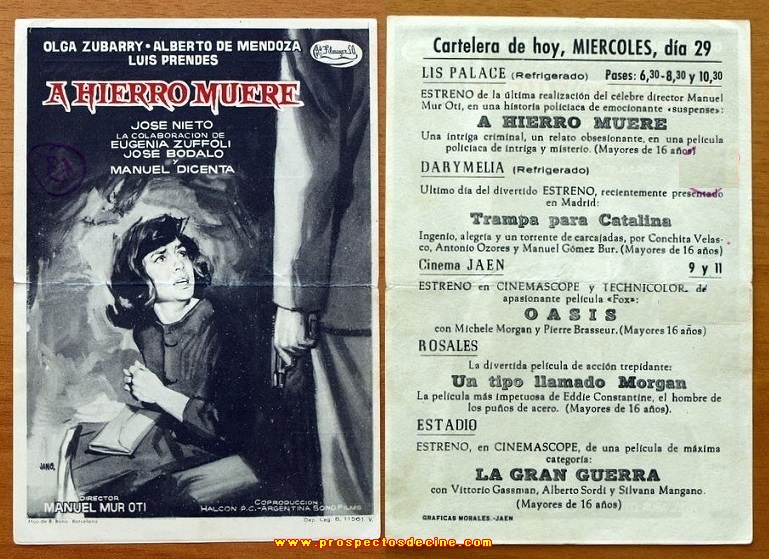 OLGA ZUBARRY · ALBERTO DE MENDOZA
LUIS PRENDES
A HIERRO MUERE
JOSE NIETO
LA COLABORACION DE
EUGENIA ZUFFOLI
JOSE BODALO
Y
MANUEL DICENTA
JANO.
DIRECTOR
MANUEL MUR OTI
COPRODUCCION:
HALCON P.C.-ARGENTINA SONO FILMS
Dep. Leg. B. 11561. V.
Cartelera de hoy, MIERCOLES, día 29
LIS PALACE (Refrigerado) Pases: 6,30-8,30 y 10,30
ESTRENO de la última realización del célebre director Manuel
Mur Oti, en una historia policiaca de emocionante «suspense»:
A HIERRO MUERE
Una intriga criminal, un relato obsesionante, en una película
policiaca de intriga y misterio. (Mayores de 16 años)
DARYMELIA (Refrigerado)
Ultimo día del divertido ESTRENO, recientemente presentado
en Madrid:
Trampa para Catalina
Ingenio, alegría y un torrente de carcajadas, por Conchita Velas-
co, Antonio Ozores y Manuel Gómez Bur. (Mayores de 16 años)
Cinema JAEN 9 y 11
ESTRENO en CINEMASCOPE y TECHNICOLOR de
apasionante película «Fox»:
OASIS
con Michele Morgan y Pierre Brasseur. (Mayores 16 años)
ROSALES
La divertida película de acción trepidante:
Un tipo llamado Morgan
La película más impetuosa de Eddie Constantine, el hombre de
los puños de acero. (Mayores de 16 años).
ESTADIO
ESTRENO, en CINEMASCOPE, de una película de máxima
categoría:
LA GRAN GUERRA
con Vittorio Gassman, Alberto Sordi y Silvana Mangano.
(Mayores de 16 años)
GRAFICAS MORALES.-JAEN
www.prospectosdecine.com